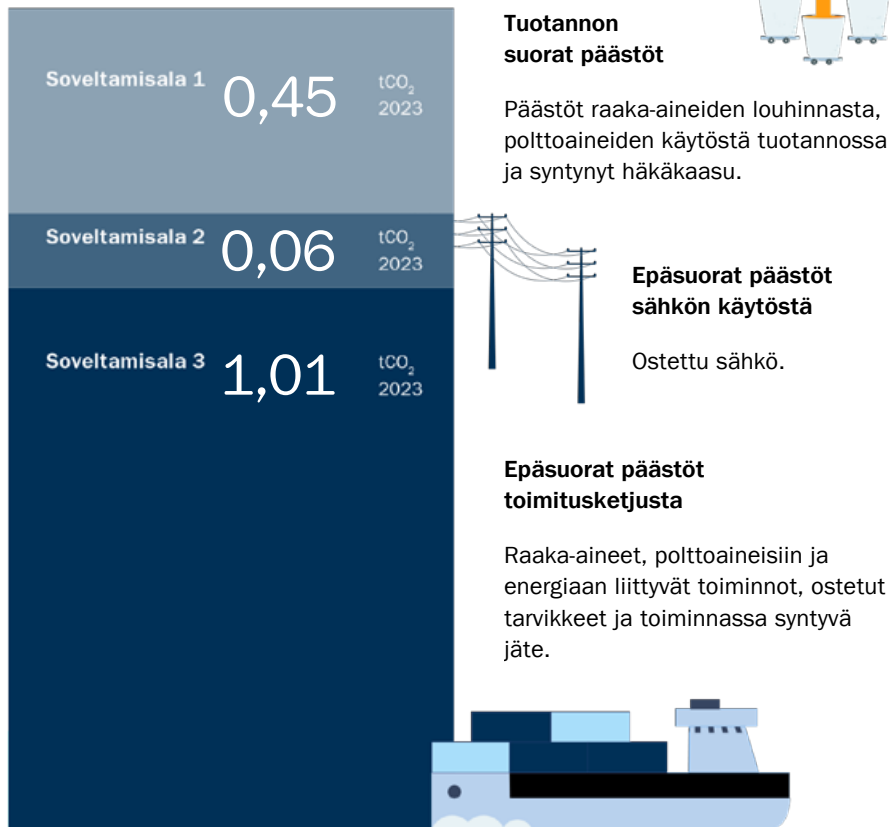 Tuotannon
suorat päästöt
Soveltamisala 1 0,45 tCO₂
2023
Päästöt raaka-aineiden louhinnasta,
polttoaineiden käytöstä tuotannossa
ja syntynyt häkäkaasu.
Soveltamisala 2 0,06 tCO₂
2023
Epäsuorat päästöt
sähkön käytöstä
Ostettu sähkö.
Soveltamisala 3 1,01 tCO₂
2023
Epäsuorat päästöt
toimitusketjusta
Raaka-aineet, polttoaineisiin ja
energiaan liittyvät toiminnot, ostetut
tarvikkeet ja toiminnassa syntyvä
jäte.